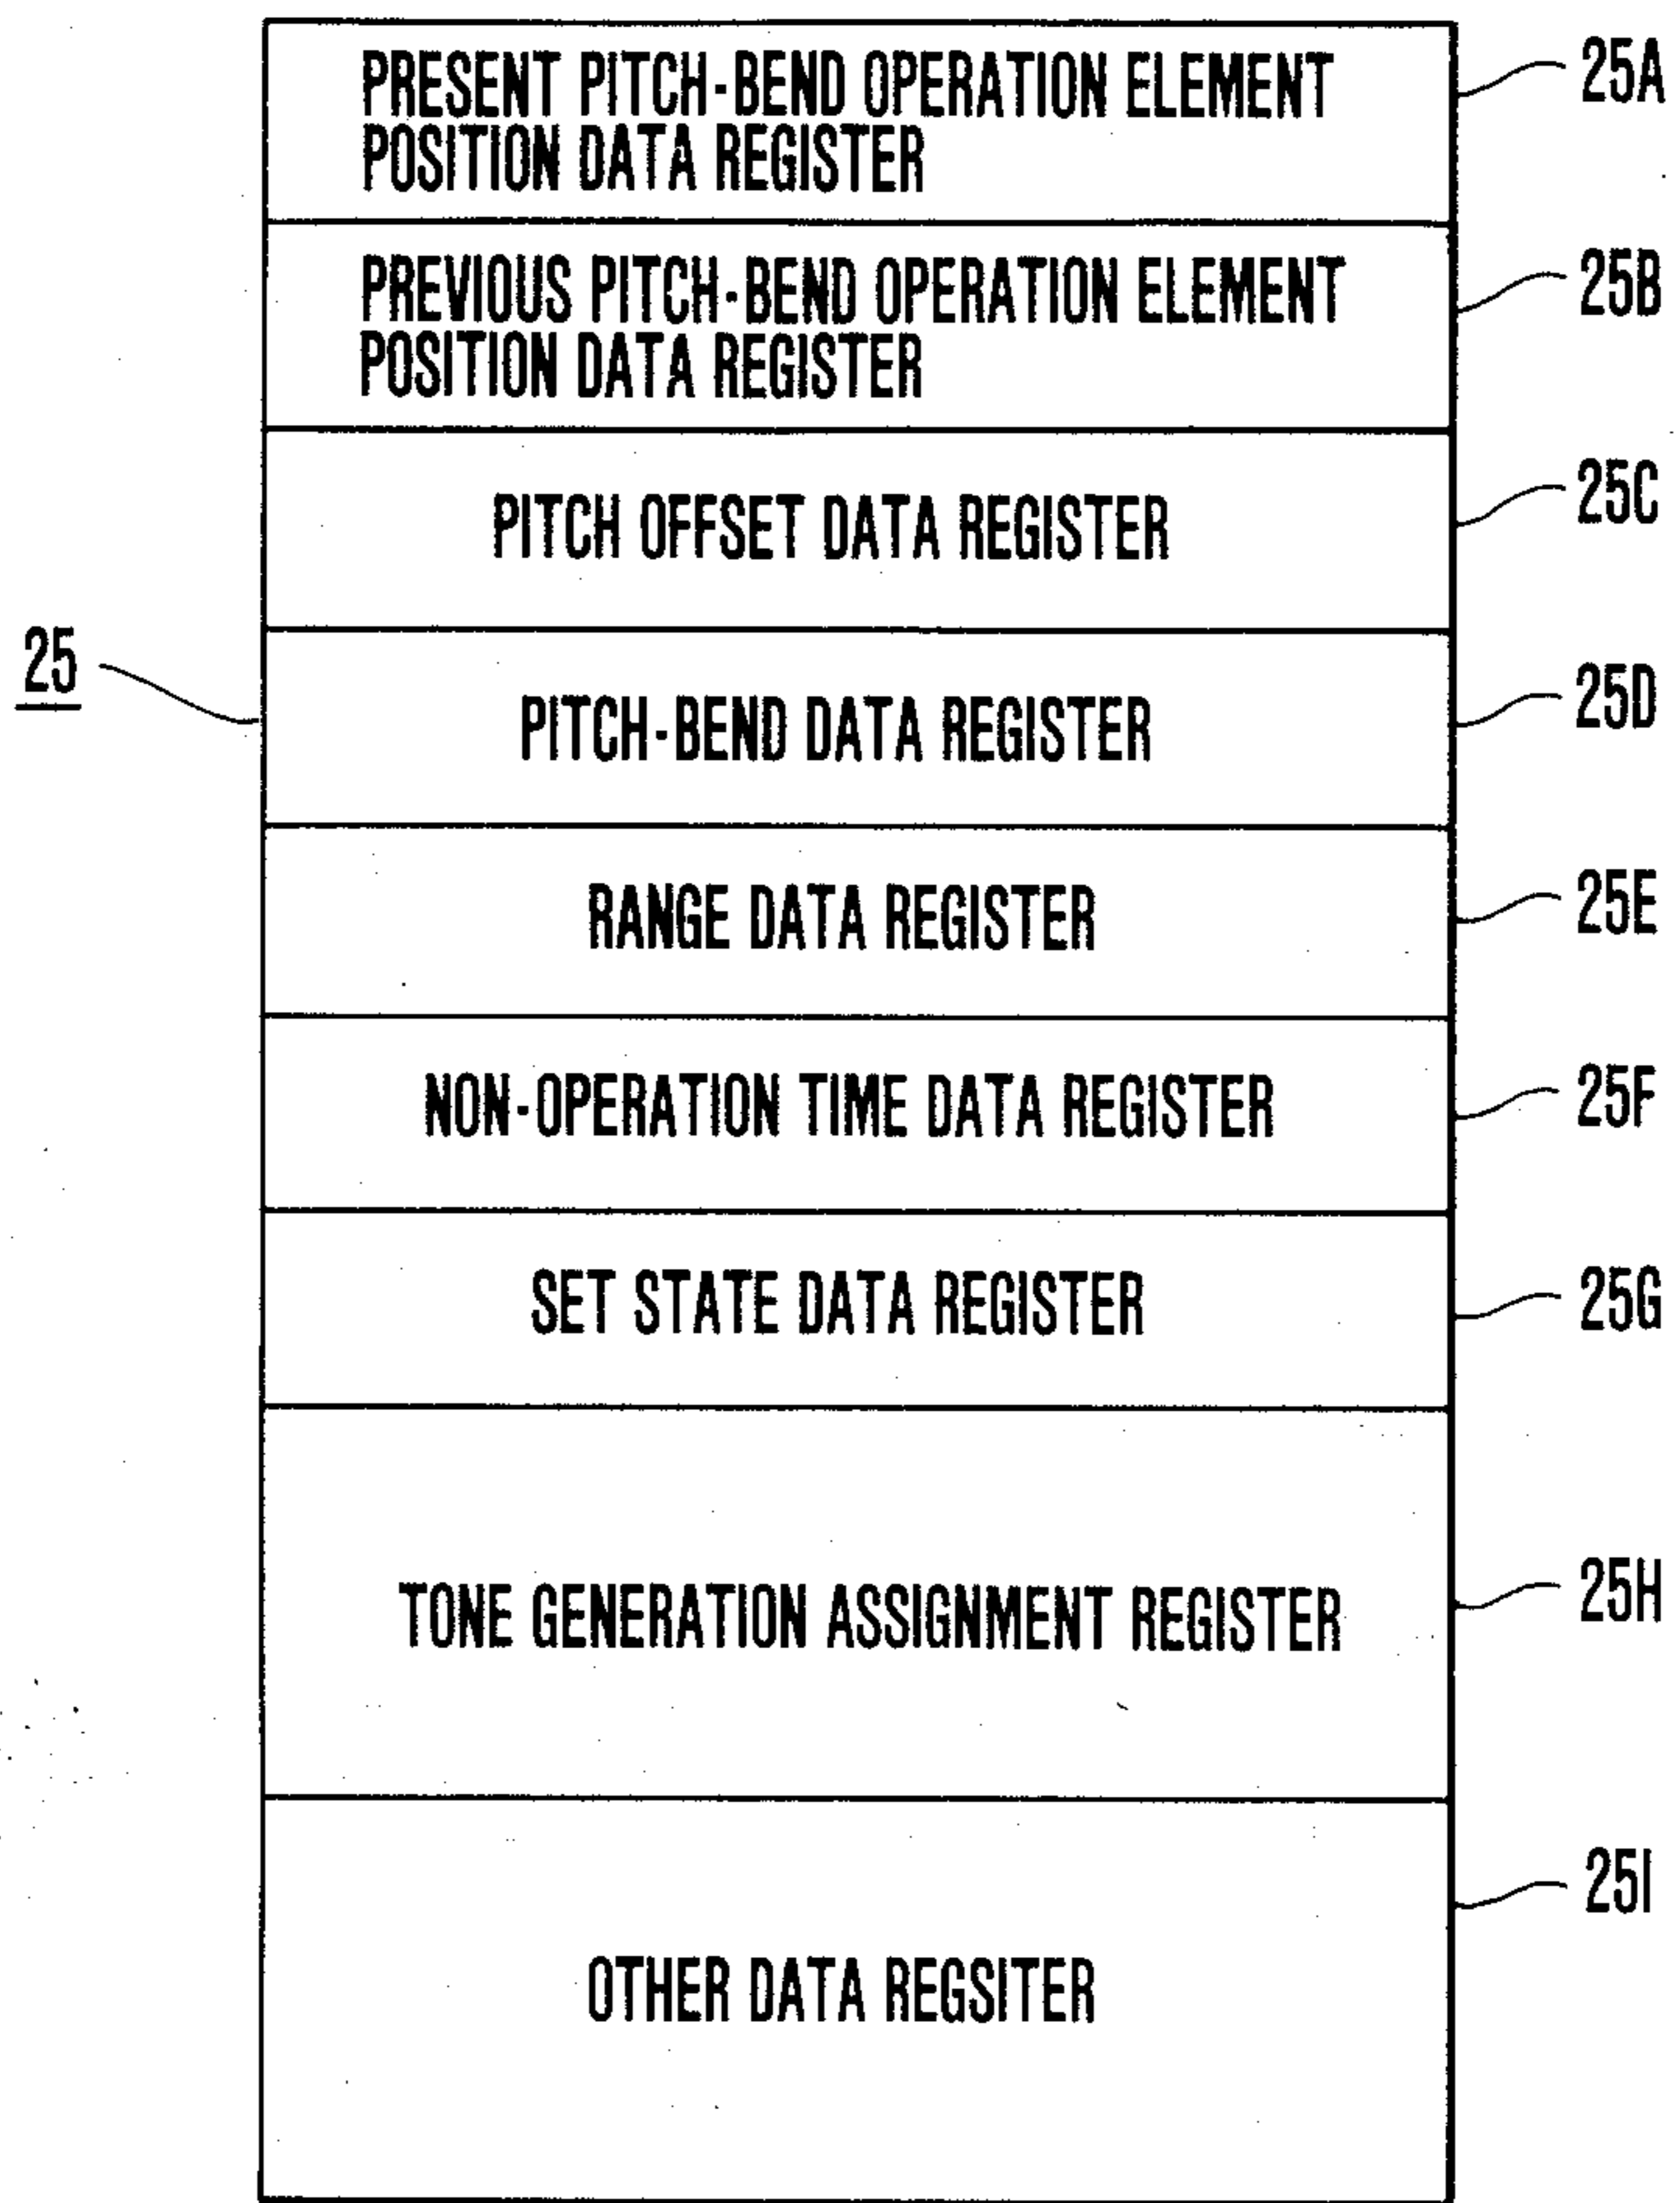 PRESENT PITCH-BEND OPERATION ELEMENT
POSITION DATA REGISTER
25A
PREVIOUS PITCH-BEND OPERATION ELEMENT
POSITION DATA REGISTER
25B
PITCH OFFSET DATA REGISTER
25C
25
PITCH-BEND DATA REGISTER
25D
RANGE DATA REGISTER
25E
NON-OPERATION TIME DATA REGISTER
25F
SET STATE DATA REGISTER
25G
TONE GENERATION ASSIGNMENT REGISTER
25H
OTHER DATA REGSITER
25I